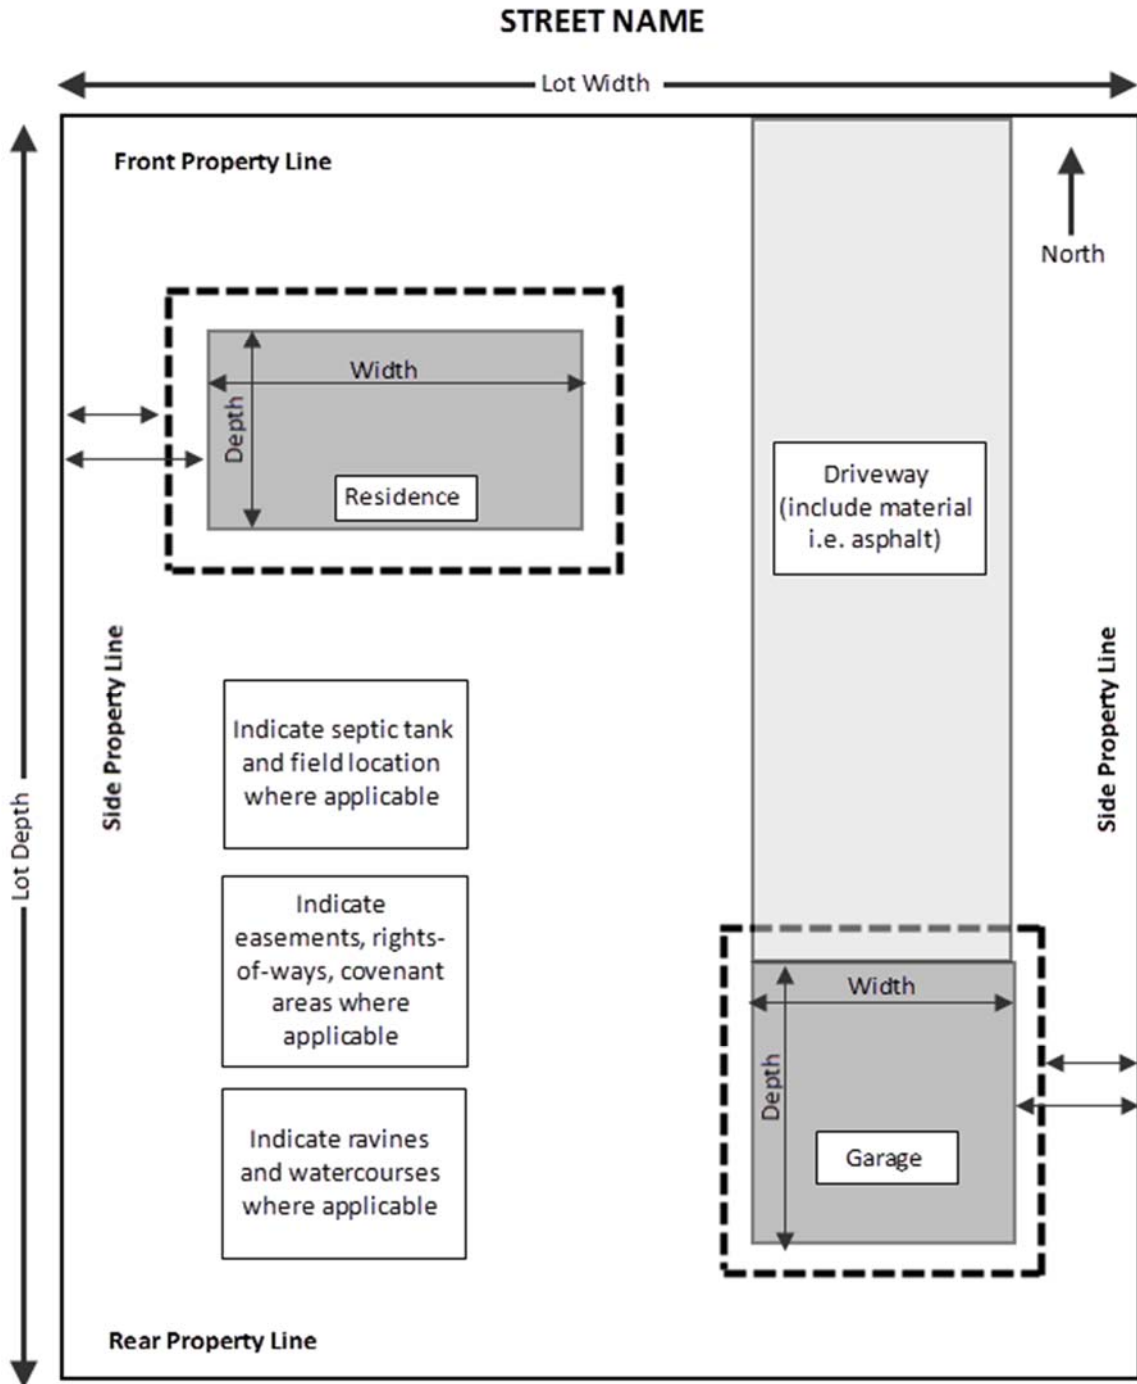 STREET NAME
Lot Width
Front Property Line
North
Width
Depth
Residence
Driveway
(include material
i.e. asphalt)
Side Property Line
Side Property Line
Lot Depth
Indicate septic tank
and field location
where applicable
Indicate
easements, rights-
of-ways, covenant
areas where
applicable
Width
Depth
Garage
Indicate ravines
and watercourses
where applicable
Rear Property Line